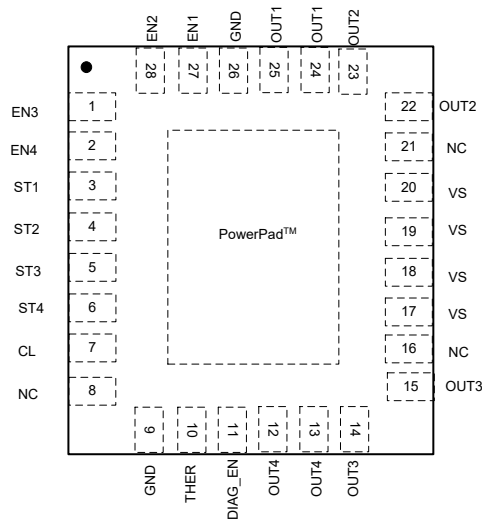 EN2
EN1
GND
OUT1
OUT1
OUT2
28
27
26
25
24
23
EN3
1
22
OUT2
EN4
2
21
NC
ST1
3
20
VS
ST2
4
19
VS
ST3
5
18
VS
ST4
6
17
VS
CL
7
16
NC
NC
8
15
OUT3
PowerPad™
9
10
11
12
13
14
GND
THER
DIAG_EN
OUT4
OUT4
OUT3